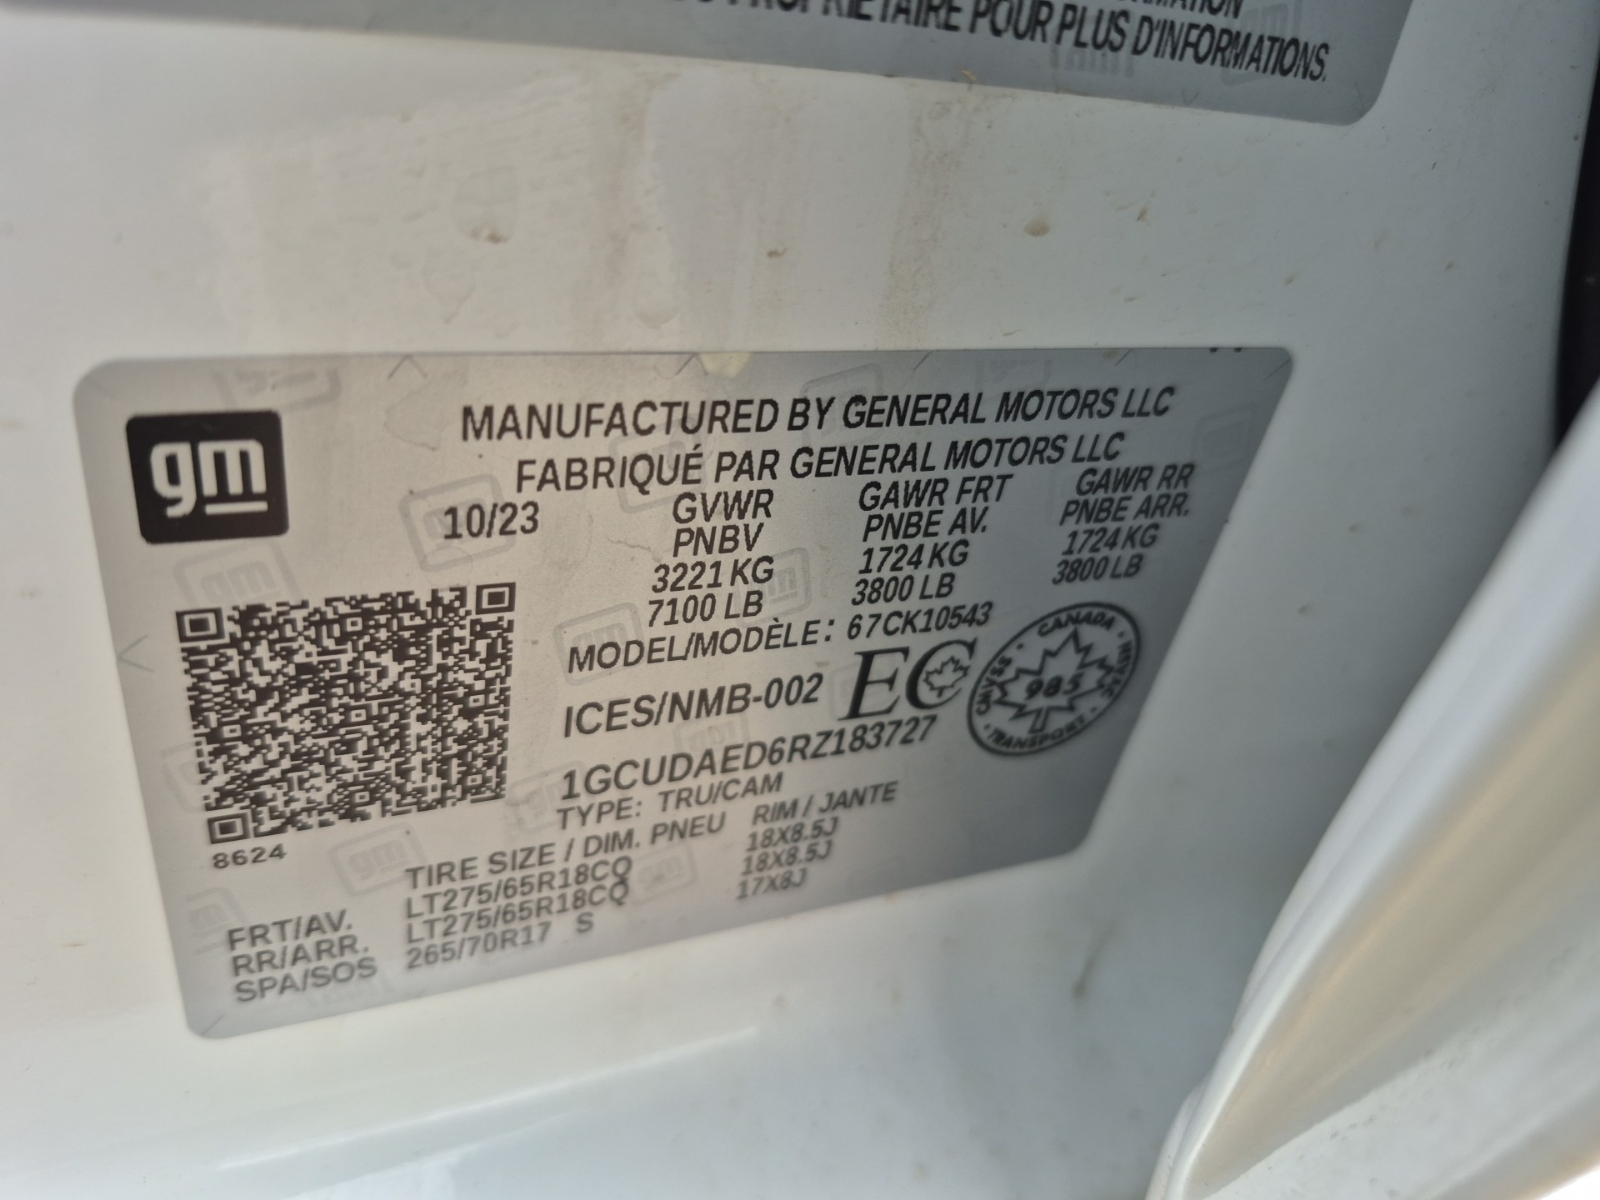 PROPRIÉTAIRE POUR PLUS D'INFORMATIONS.
gm
MANUFACTURED BY GENERAL MOTORS LLC
FABRIQUÉ PAR GENERAL MOTORS LLC
10/23 GVWR GAWR FRT GAWR RR
PNBV PNBE AV. PNBE ARR.
3221 KG 1724 KG 1724 KG
7100 LB 3800 LB 3800 LB
MODEL/MODÈLE: 67CK10543
ICES/NMB-002 EC
CANADA
985
TRANSPORT
1GCUDAED6RZ183727
TYPE: TRU/CAM
8624
TIRE SIZE / DIM. PNEU RIM / JANTE
FRT/AV. LT275/65R18CQ 18X8.5J
RR/ARR. LT275/65R18CQ 18X8.5J
SPA/SOS 265/70R17 S 17X8J